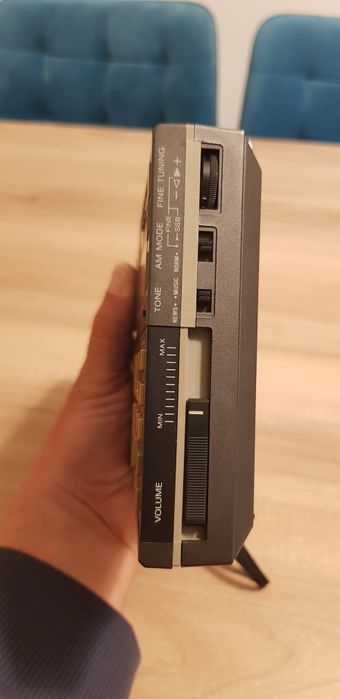 FINE TUNING
+
−
AM MODE
FINE
SSB
NORM
TONE
MUSIC
NEWS
MAX
MIN
VOLUME